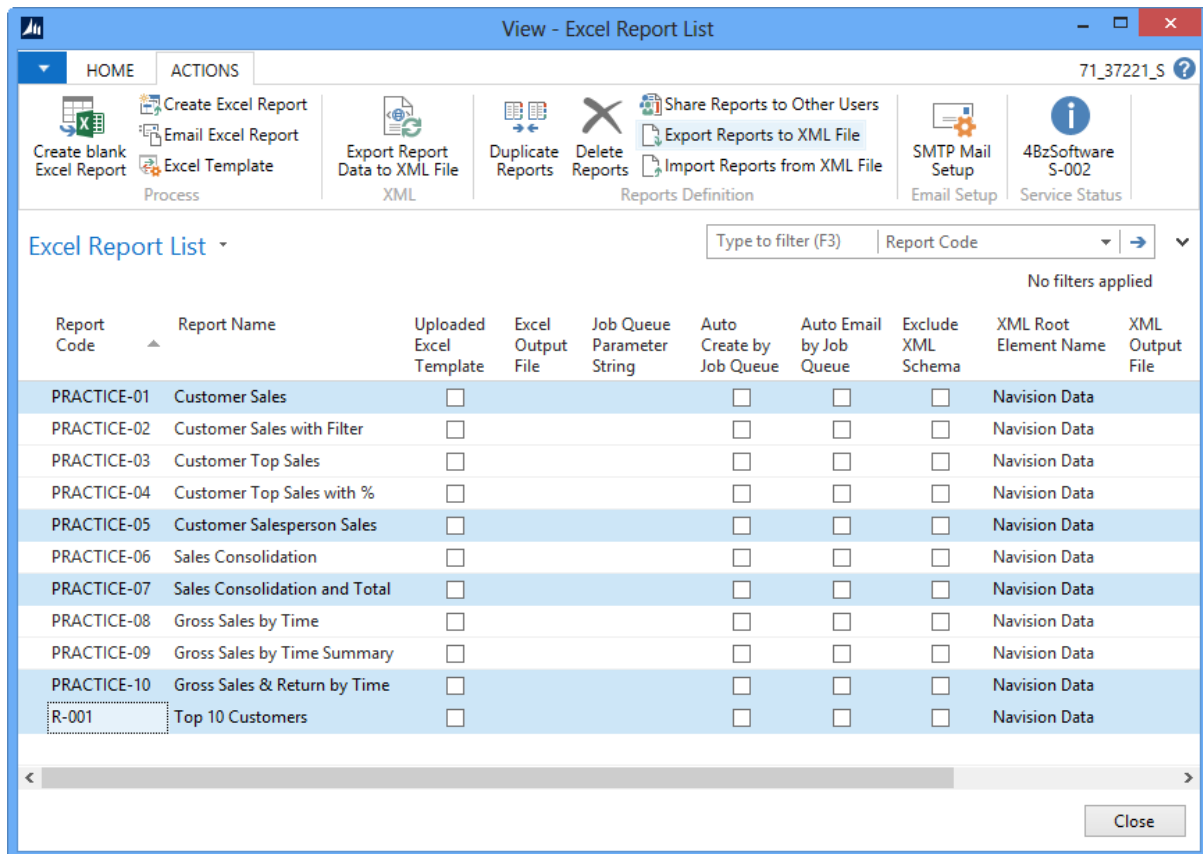 View - Excel Report List
HOME ACTIONS 71_37221_S
Create blank Excel Report
Create Excel Report
Email Excel Report
Excel Template
Process
Export Report
Data to XML File
XML
Duplicate
Reports
Delete
Reports
Share Reports to Other Users
Export Reports to XML File
Import Reports from XML File
Reports Definition
SMTP Mail
Setup
Email Setup
4BzSoftware
S-002
Service Status
Excel Report List
Type to filter (F3) Report Code
No filters applied
Report Code Report Name Uploaded Excel Template Excel Output File Job Queue Parameter String Auto Create by Job Queue Auto Email by Job Queue Exclude XML Schema XML Root Element Name XML Output File
PRACTICE-01 Customer Sales Navision Data
PRACTICE-02 Customer Sales with Filter Navision Data
PRACTICE-03 Customer Top Sales Navision Data
PRACTICE-04 Customer Top Sales with % Navision Data
PRACTICE-05 Customer Salesperson Sales Navision Data
PRACTICE-06 Sales Consolidation Navision Data
PRACTICE-07 Sales Consolidation and Total Navision Data
PRACTICE-08 Gross Sales by Time Navision Data
PRACTICE-09 Gross Sales by Time Summary Navision Data
PRACTICE-10 Gross Sales & Return by Time Navision Data
R-001 Top 10 Customers Navision Data
Close